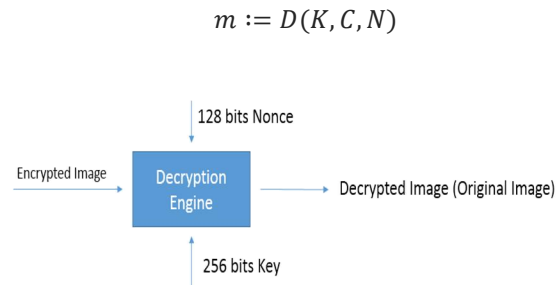 m := D(K, C, N)
128 bits Nonce
Encrypted Image
Decryption
Engine
Decrypted Image (Original Image)
256 bits Key